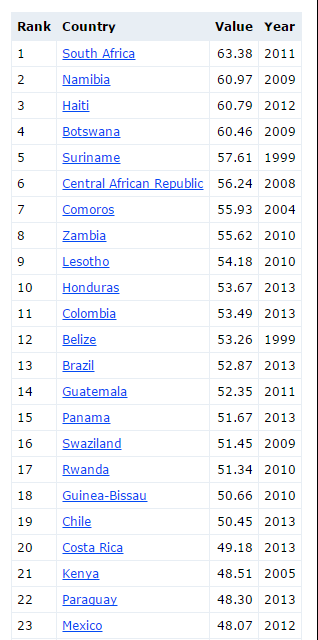 Rank Country Value Year
1 South Africa 63.38 2011
2 Namibia 60.97 2009
3 Haiti 60.79 2012
4 Botswana 60.46 2009
5 Suriname 57.61 1999
6 Central African Republic 56.24 2008
7 Comoros 55.93 2004
8 Zambia 55.62 2010
9 Lesotho 54.18 2010
10 Honduras 53.67 2013
11 Colombia 53.49 2013
12 Belize 53.26 1999
13 Brazil 52.87 2013
14 Guatemala 52.35 2011
15 Panama 51.67 2013
16 Swaziland 51.45 2009
17 Rwanda 51.34 2010
18 Guinea-Bissau 50.66 2010
19 Chile 50.45 2013
20 Costa Rica 49.18 2013
21 Kenya 48.51 2005
22 Paraguay 48.30 2013
23 Mexico 48.07 2012